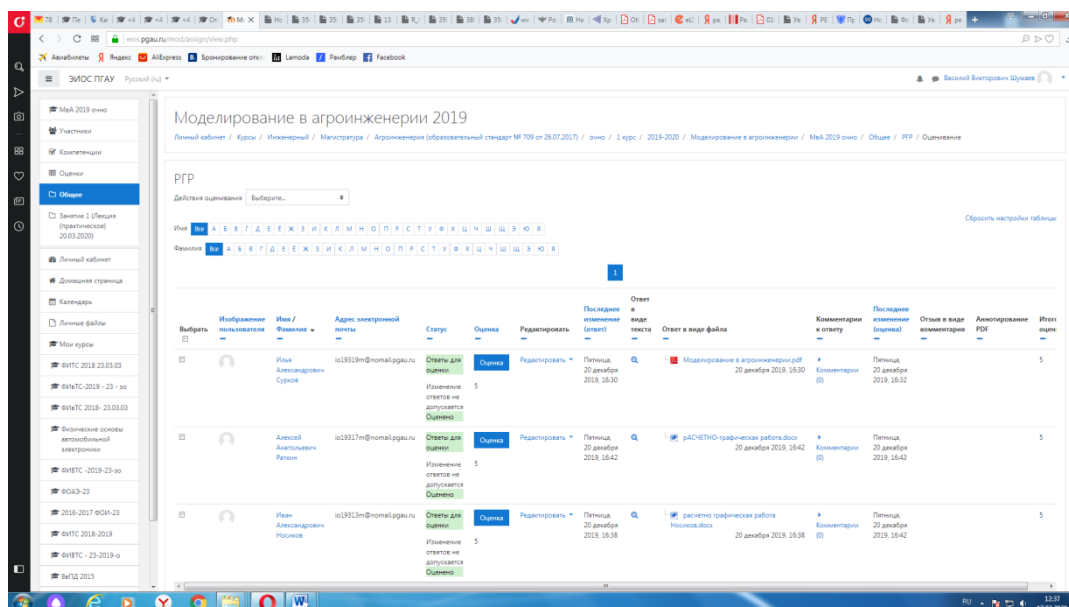 eios.pgau.ru/mod/assign/view.php
Авиабилеты Яндекс AliExpress Бронирование отел Lamoda Рамблер Facebook
ЭИОС ПГАУ Русский (ru)
Василий Викторович Шумаев
МвА 2019 очно
Участники
Компетенции
Оценки
Общее
Занятие 1 (Лекция
(практическое)
20.03.2020)
Личный кабинет
Домашняя страница
Календарь
Личные файлы
Мои курсы
ФИТС 2018 23.03.03
ФИвТС-2019 - 23 - зо
ФИвТС 2018- 23.03.03
Физические основы
автомобильной
электроники
ФИВТС -2019-23-зо
ФОАЭ-23
2016-2017 ФОИ-23
ФИТС 2018-2019
ФИВТС - 23-2019-о
ВвПД 2015
Моделирование в агроинженерии 2019
Личный кабинет / Курсы / Инженерный / Магистратура / Агроинженерия (образовательный стандарт № 709 от 26.07.2017) / очно / 1 курс / 2019-2020 / Моделирование в агроинженерии / МвА 2019 очно / Общее / РГР / Оценивание
РГР
Действия оценивания Выберите...
Сбросить настройки таблицы
Имя Все А Б В Г Д Е Ё Ж З И К Л М Н О П Р С Т У Ф Х Ц Ч Ш Щ Э Ю Я
Фамилия Все А Б В Г Д Е Ё Ж З И К Л М Н О П Р С Т У Ф Х Ц Ч Ш Щ Э Ю Я
1
Выбрать
Изображение
пользователя
Имя /
Фамилия
Адрес электронной
почты
Статус
Оценка
Редактировать
Последнее
изменение
(ответ)
Ответ
в
виде
текста
Ответ в виде файла
Комментарии
к ответу
Последнее
изменение
(оценка)
Отзыв в виде
комментария
Аннотирование
PDF
Илья
Александрович
Сурков
io19319m@nomail.pgau.ru
Ответы для
оценки
Изменение
ответов не
допускается
Оценено
Оценка
5
Редактировать
Пятница,
20 декабря
2019, 16:30
Моделирование в агроинженерии.pdf
20 декабря 2019, 16:30
Комментарии
(0)
Пятница,
20 декабря
2019, 16:32
5
Алексей
Анатольевич
Рапкин
io19317m@nomail.pgau.ru
Ответы для
оценки
Изменение
ответов не
допускается
Оценено
Оценка
5
Редактировать
Пятница,
20 декабря
2019, 16:42
рАСЧЕТНО-графическая работа.docx
20 декабря 2019, 16:42
Комментарии
(0)
Пятница,
20 декабря
2019, 16:43
5
Иван
Александрович
Носиков
io19313m@nomail.pgau.ru
Ответы для
оценки
Изменение
ответов не
допускается
Оценено
Оценка
5
Редактировать
Пятница,
20 декабря
2019, 16:38
расчетно графическая работа
Носиков.docx
20 декабря 2019, 16:38
Комментарии
(0)
Пятница,
20 декабря
2019, 16:42
5
RU
12:37